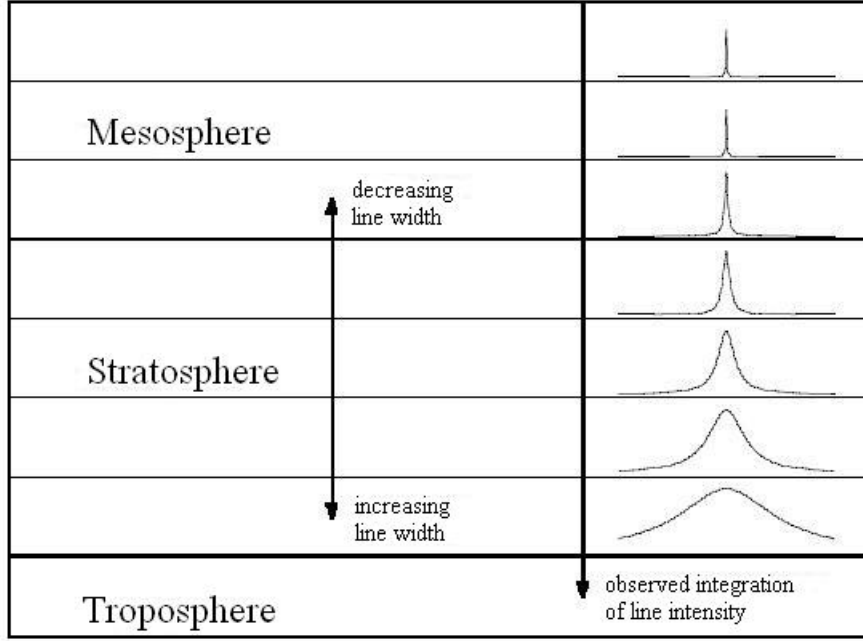 Mesosphere
decreasing
line width
Stratosphere
increasing
line width
observed integration
of line intensity
Troposphere